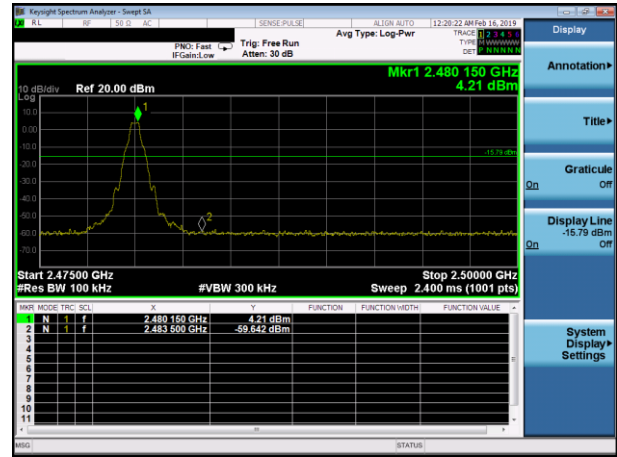 Keysight Spectrum Analyzer - Swept SA
RL RF 50 Ω AC SENSE:PULSE ALIGN AUTO 12:20:22 AM Feb 16, 2019
PNO: Fast Trig: Free Run Avg Type: Log-Pwr TRACE 1 2 3 4 5 6
TYPE M WWWWW
IFGain:Low Atten: 30 dB DET P N N N N N
Display
Mkr1 2.480 150 GHz
4.21 dBm
10 dB/div Ref 20.00 dBm
Log
1
10.0
0.00
-10.0
-15.79 dBm
-20.0
-30.0
-40.0
-50.0
2
-60.0
-70.0
Start 2.47500 GHz Stop 2.50000 GHz
#Res BW 100 kHz #VBW 300 kHz Sweep 2.400 ms (1001 pts)
MKR MODE TRC SCL X Y FUNCTION FUNCTION WIDTH FUNCTION VALUE
1 N 1 f 2.480 150 GHz 4.21 dBm
2 N 1 f 2.483 500 GHz -59.642 dBm
3
4
5
6
7
8
9
10
11
MSG STATUS
Annotation
Title
Graticule
On Off
Display Line
-15.79 dBm
On Off
System
Display
Settings